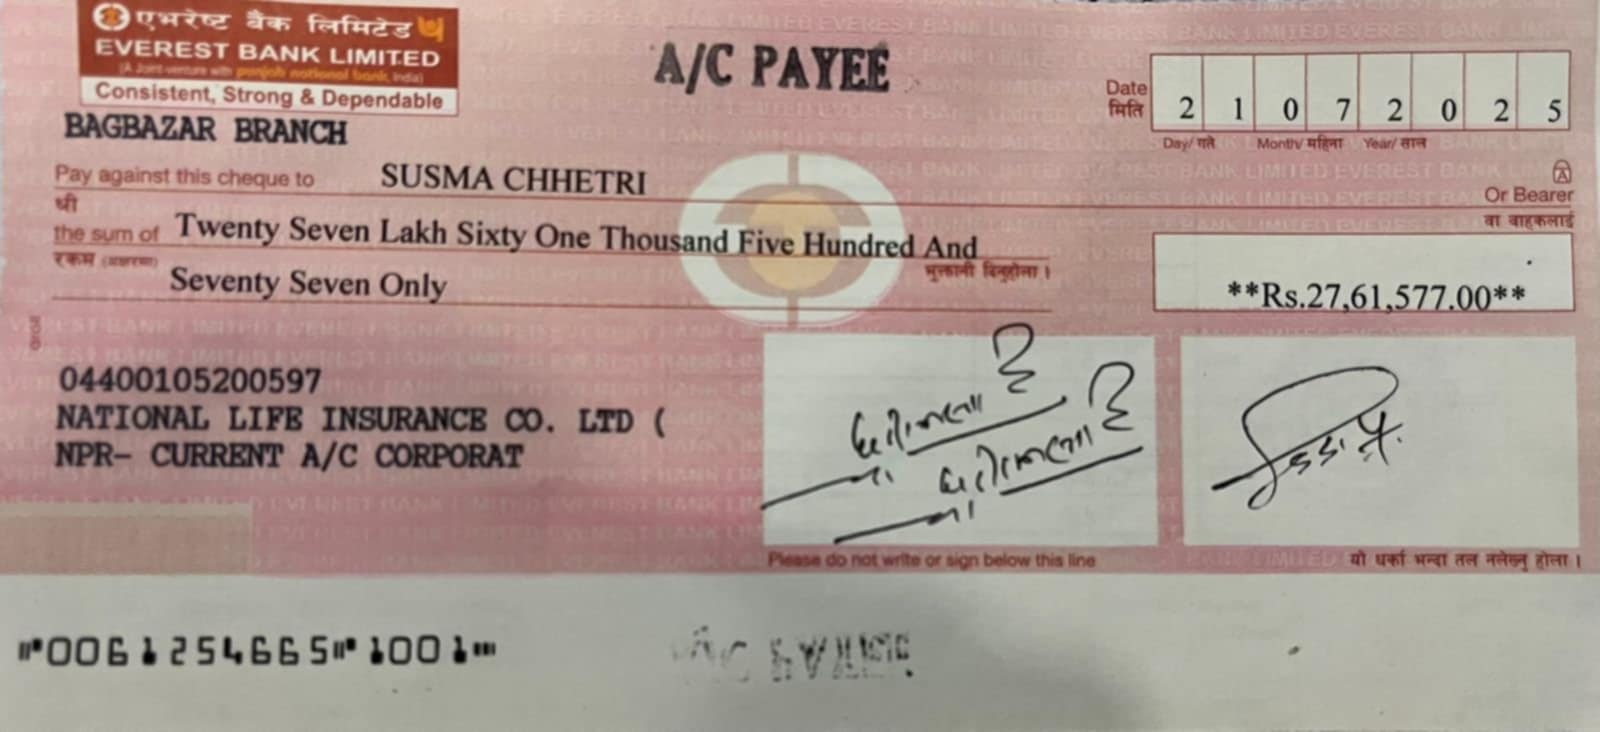 एभरेष्ट बैंक लिमिटेड
EVEREST BANK LIMITED
(A Joint-venture with punjab national bank, India)
Consistent, Strong & Dependable
BAGBAZAR BRANCH
A/C PAYEE
Date
मिति
2 1 0 7 2 0 2 5
Day/ गते Month/ महिना Year/ साल
Pay against this cheque to SUSMA CHHETRI
श्री
Or Bearer
वा वाहकलाई
the sum of Twenty Seven Lakh Sixty One Thousand Five Hundred And
रकम (अक्षरमा)
भुक्तानी दिनुहोला ।
Seventy Seven Only
**Rs.27,61,577.00**
04400105200597
NATIONAL LIFE INSURANCE CO. LTD (
NPR- CURRENT A/C CORPORAT
Please do not write or sign below this line
यो धर्का भन्दा तल नलेख्नु होला ।
⑈0061254665⑈1001⑈